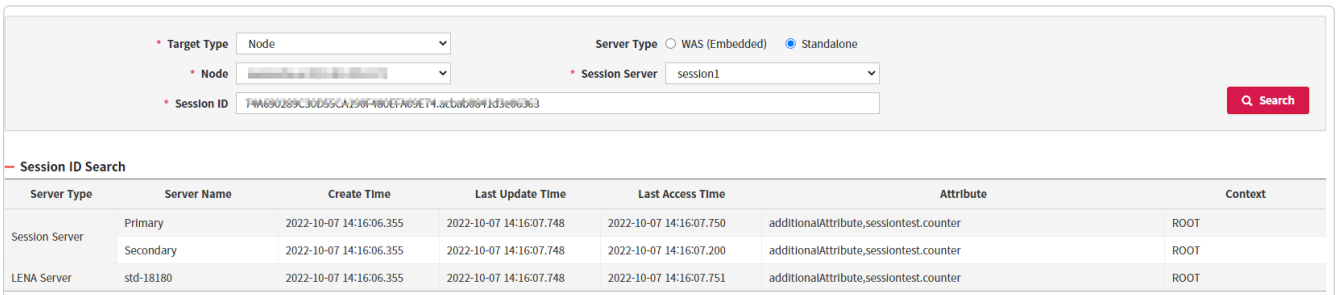 * Target Type Node Server Type WAS (Embedded) Standalone
* Node * Session Server session1
* Session ID
Search
Session ID Search
Server Type Server Name Create Time Last Update Time Last Access Time Attribute Context
Session Server Primary 2022-10-07 14:16:06.355 2022-10-07 14:16:07.748 2022-10-07 14:16:07.750 additionalAttribute,sessiontest.counter ROOT
Secondary 2022-10-07 14:16:06.355 2022-10-07 14:16:07.748 2022-10-07 14:16:07.200 additionalAttribute,sessiontest.counter ROOT
LENA Server std-18180 2022-10-07 14:16:06.355 2022-10-07 14:16:07.748 2022-10-07 14:16:07.751 additionalAttribute,sessiontest.counter ROOT